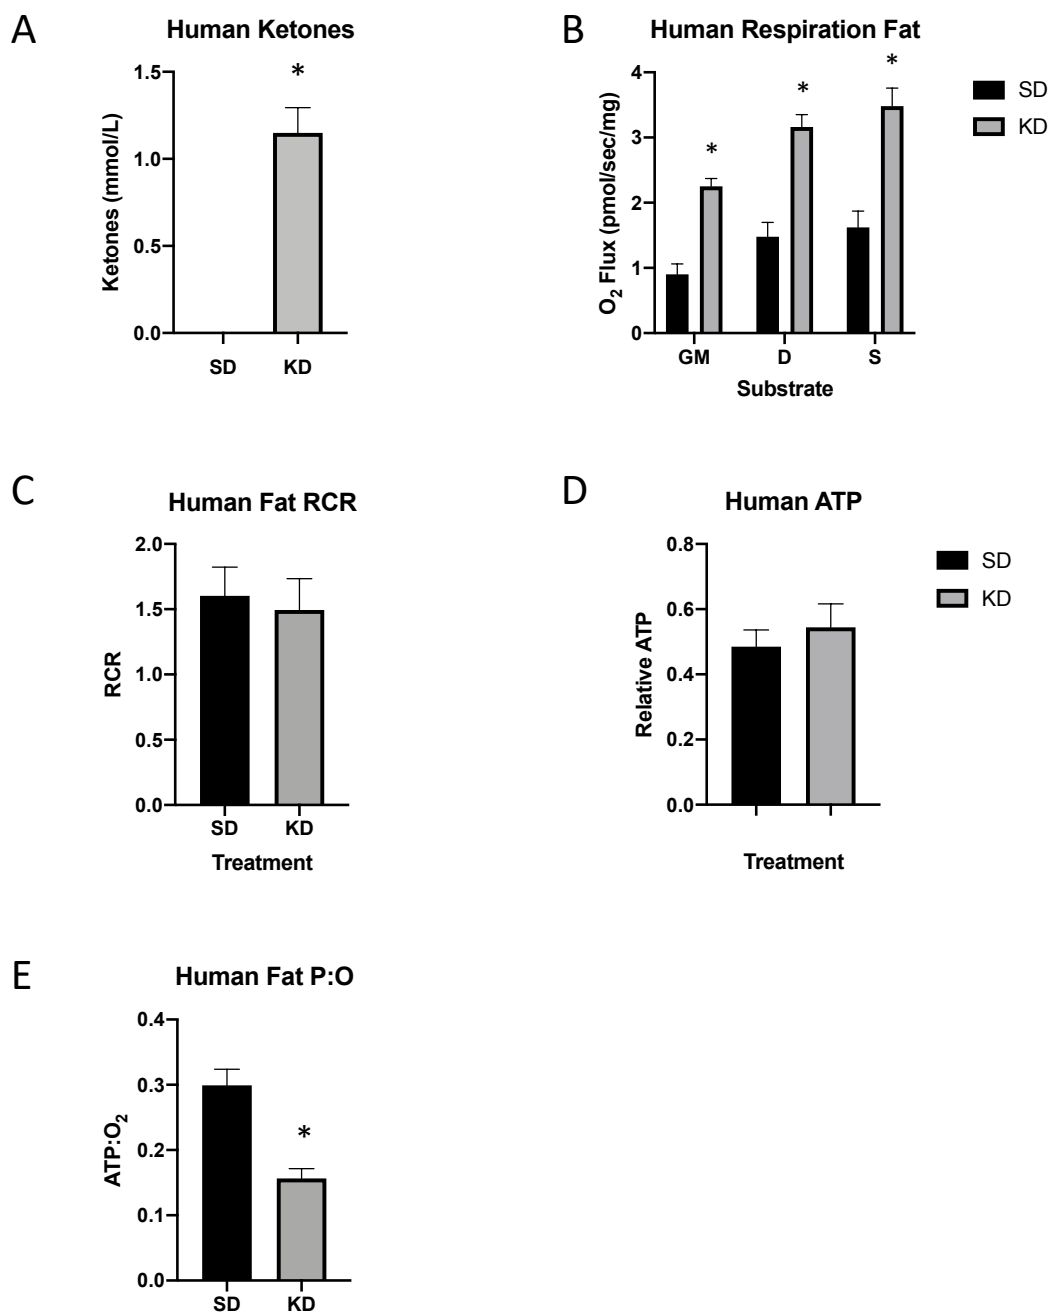 A
Human Ketones
Ketones (mmol/L)
1.5
1.0
0.5
0.0
*
SD
KD
B
Human Respiration Fat
O₂ Flux (pmol/sec/mg)
4
3
2
1
0
*
*
*
GM
D
S
Substrate
SD
KD
C
Human Fat RCR
RCR
2.0
1.5
1.0
0.5
0.0
SD
KD
Treatment
D
Human ATP
Relative ATP
0.8
0.6
0.4
0.2
0.0
Treatment
SD
KD
E
Human Fat P:O
ATP:O₂
0.4
0.3
0.2
0.1
0.0
*
SD
KD